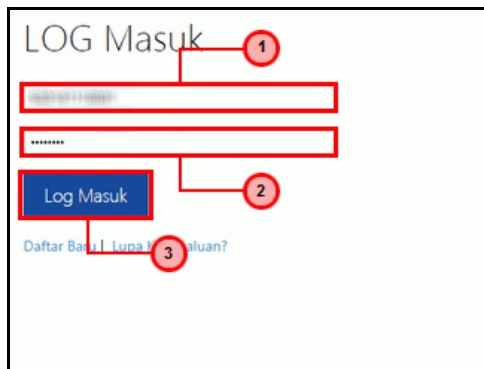 LOG Masuk
1
••••••••
2
Log Masuk
3
Daftar Baru | Lupa